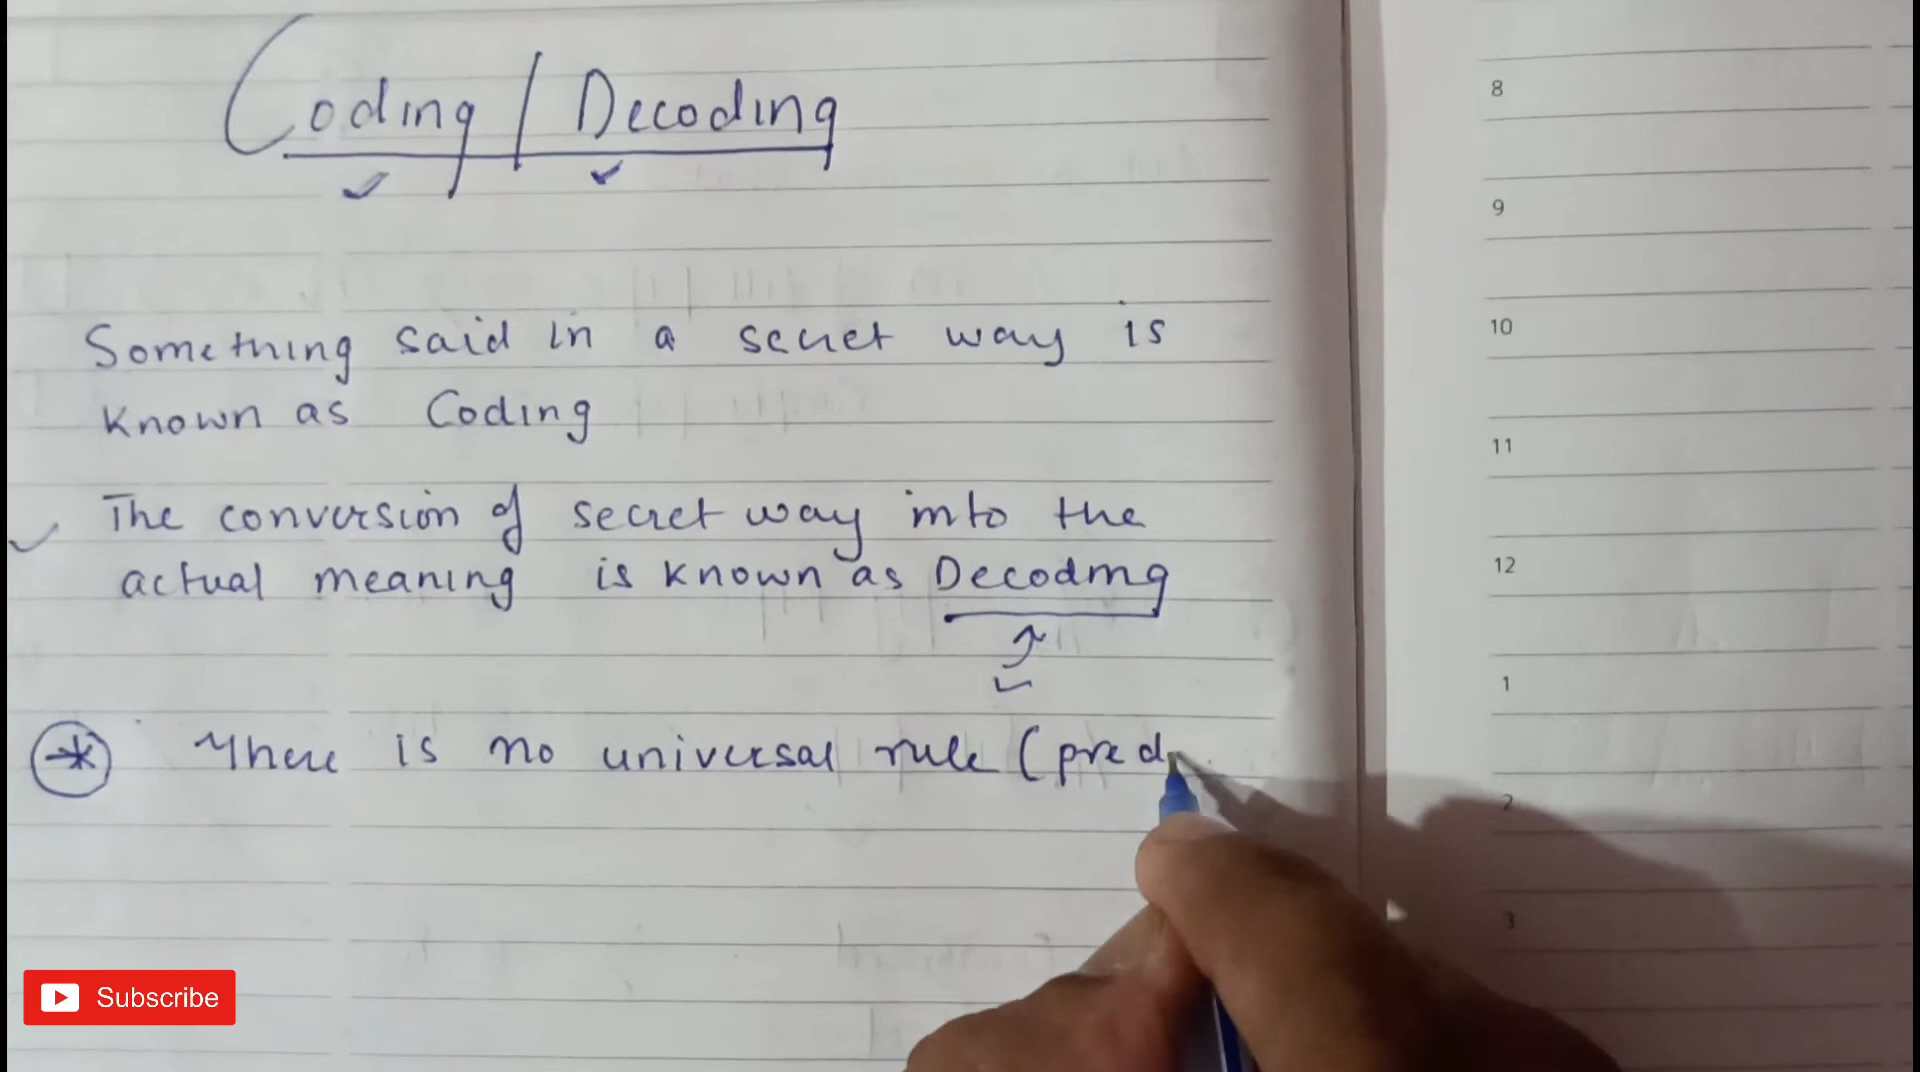 Coding / Decoding
Something said in a secret way is
known as Coding
The conversion of secret way into the
actual meaning is known as Decoding
There is no universal rule (pred
8
9
10
11
12
1
2
3
Subscribe